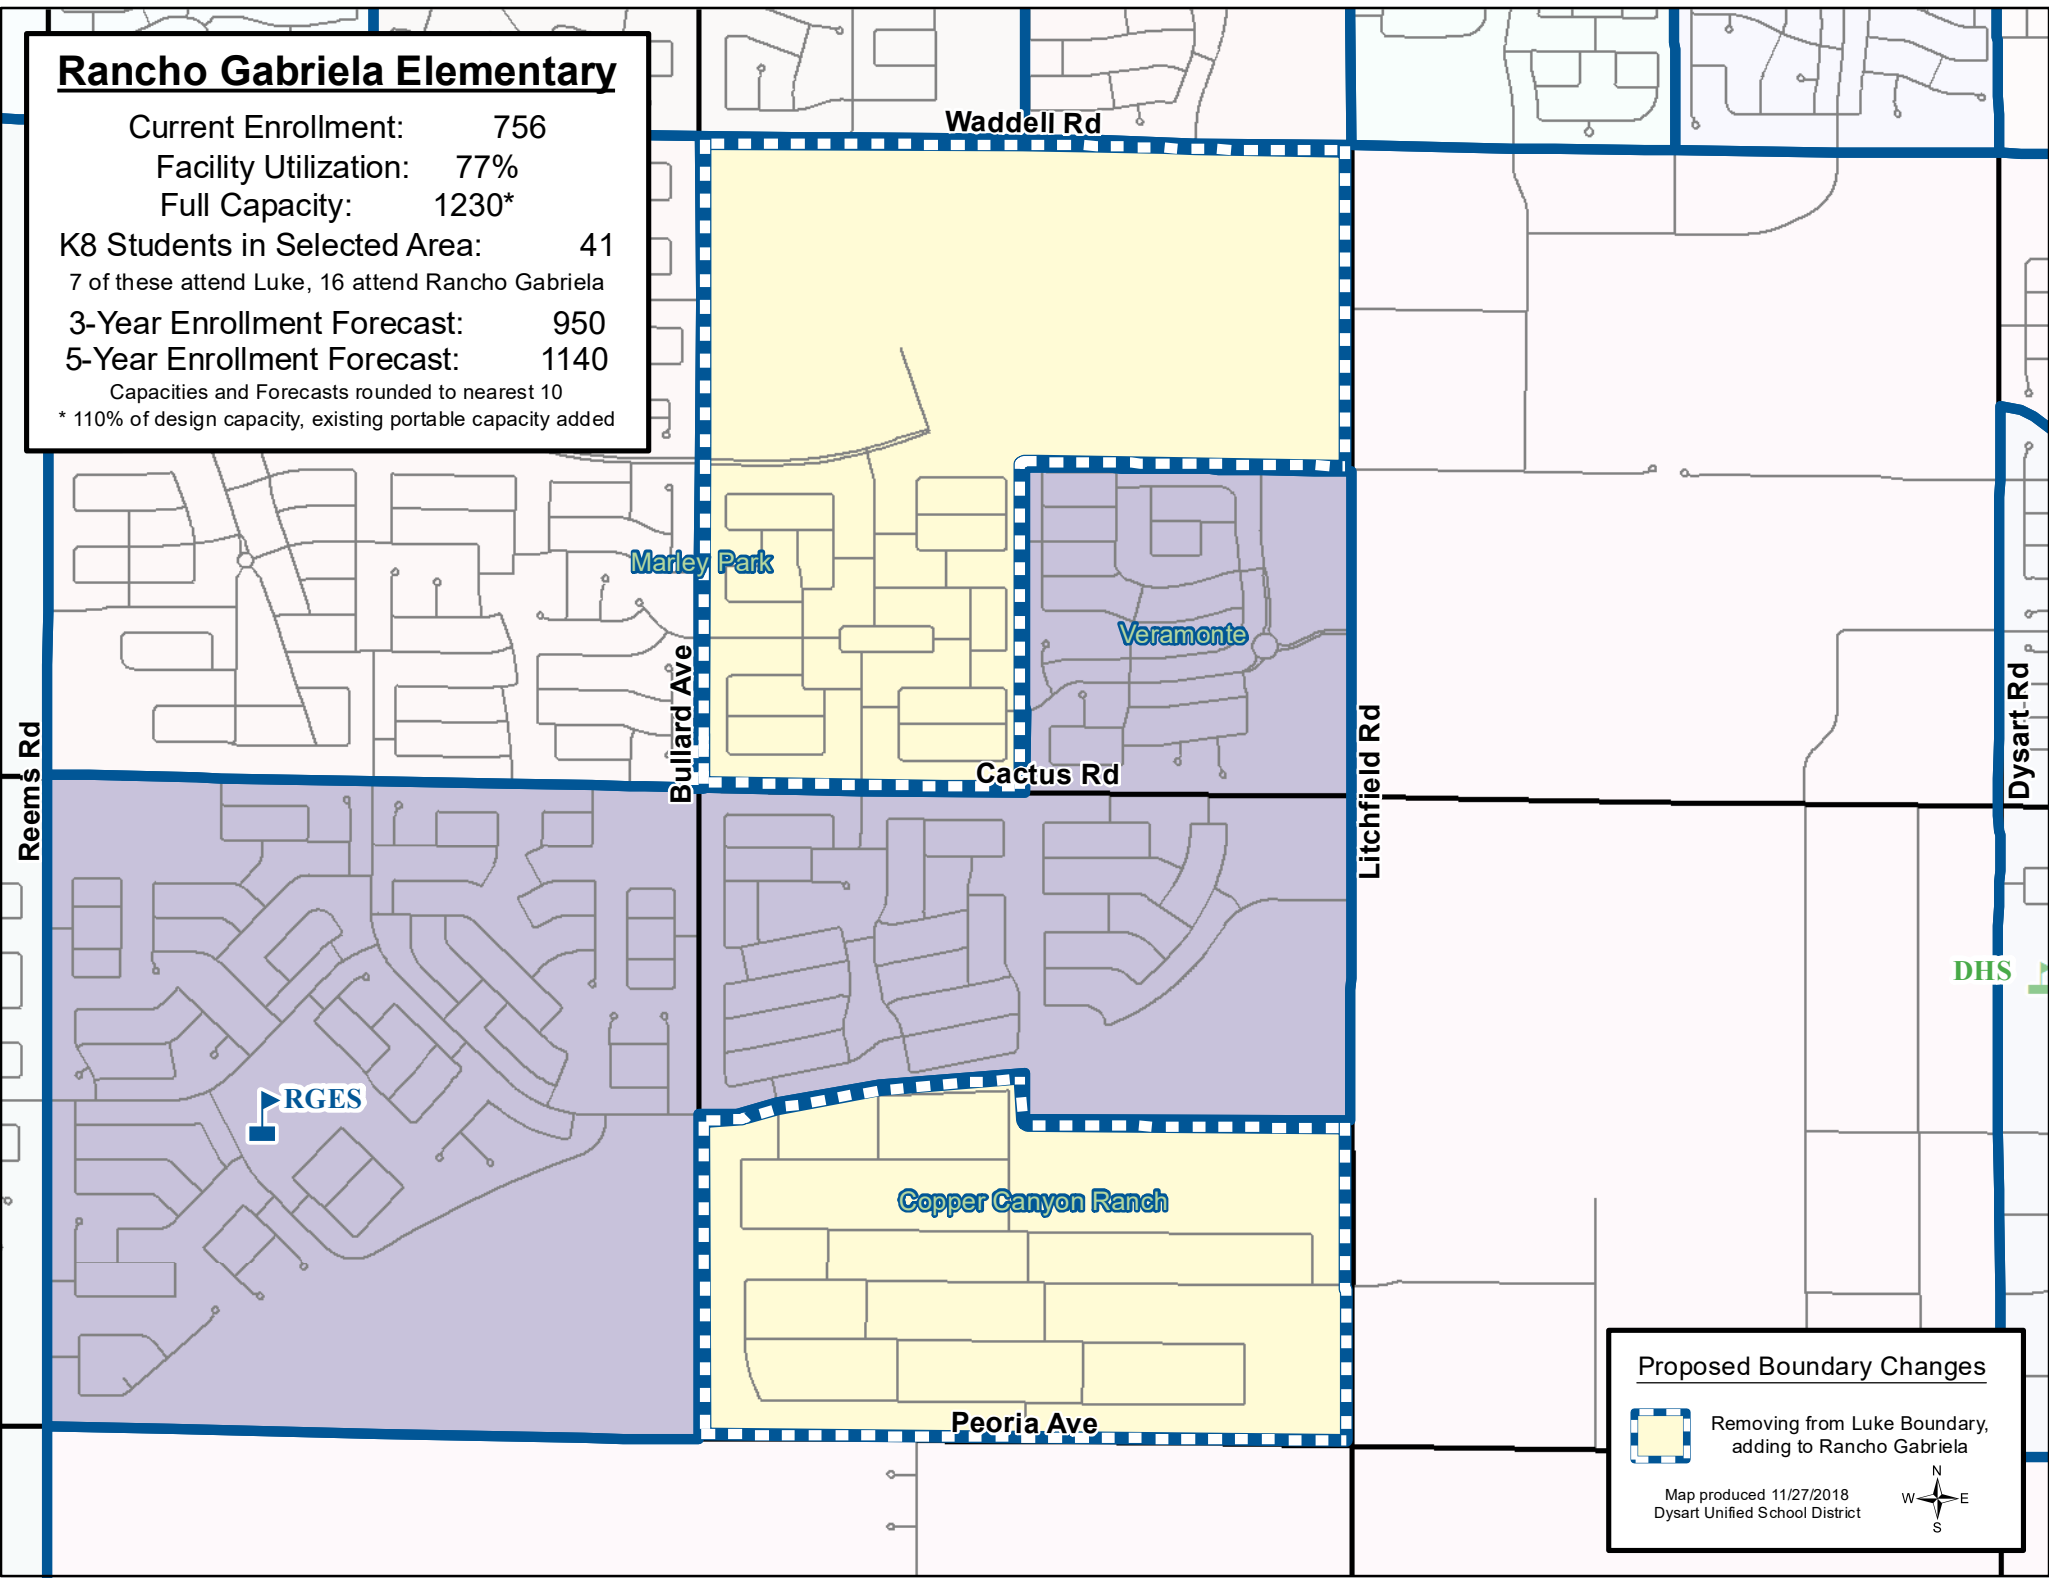 Rancho Gabriela Elementary
Current Enrollment: 756
Facility Utilization: 77%
Full Capacity: 1230*
K8 Students in Selected Area: 41
7 of these attend Luke, 16 attend Rancho Gabriela
3-Year Enrollment Forecast: 950
5-Year Enrollment Forecast: 1140
Capacities and Forecasts rounded to nearest 10
* 110% of design capacity, existing portable capacity added
Waddell Rd
Marley Park
Veramonte
Bullard Ave
Reems Rd
Cactus Rd
Litchfield Rd
Dysart Rd
DHS
RGES
Copper Canyon Ranch
Peoria Ave
Proposed Boundary Changes
Removing from Luke Boundary,
adding to Rancho Gabriela
Map produced 11/27/2018
Dysart Unified School District
N
W E
S